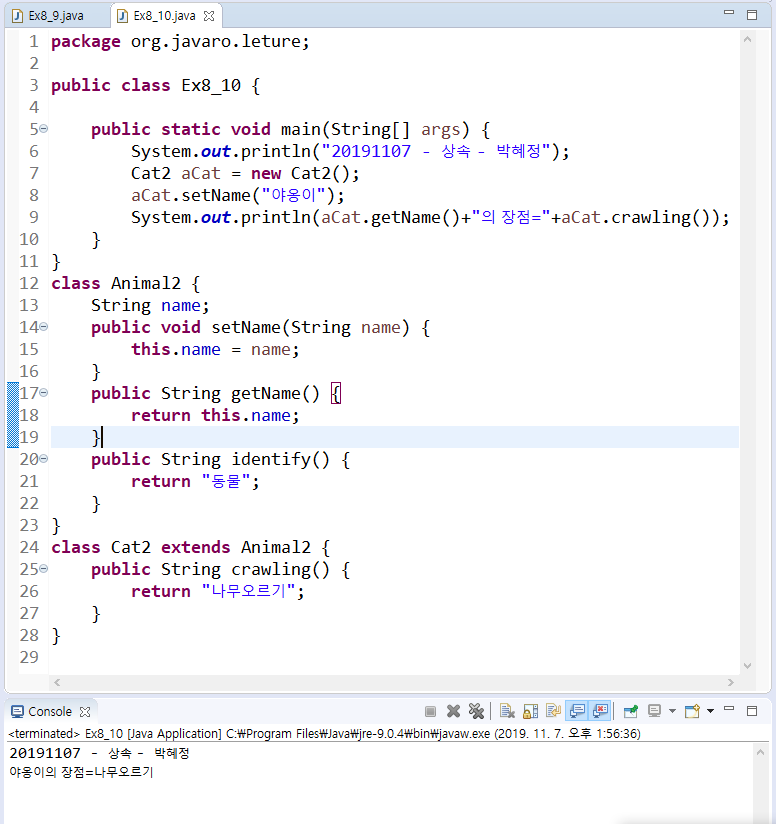 Ex8_9.java Ex8_10.java
1 package org.javaro.leture;
2
3 public class Ex8_10 {
4
5 public static void main(String[] args) {
6 System.out.println("20191107 - 상속 - 박혜정");
7 Cat2 aCat = new Cat2();
8 aCat.setName("야옹이");
9 System.out.println(aCat.getName()+"의 장점="+aCat.crawling());
10 }
11 }
12 class Animal2 {
13 String name;
14 public void setName(String name) {
15 this.name = name;
16 }
17 public String getName() {
18 return this.name;
19 }
20 public String identify() {
21 return "동물";
22 }
23 }
24 class Cat2 extends Animal2 {
25 public String crawling() {
26 return "나무오르기";
27 }
28 }
29
Console
<terminated> Ex8_10 [Java Application] C:₩Program Files₩Java₩jre-9.0.4₩bin₩javaw.exe (2019. 11. 7. 오후 1:56:36)
20191107 - 상속 - 박혜정
야옹이의 장점=나무오르기